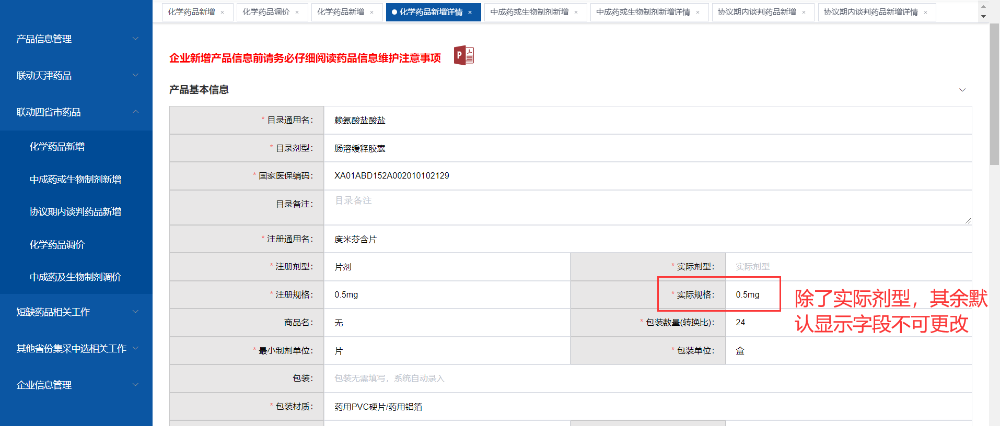 化学药品新增 ×
化学药品调价 ×
化学药品新增 ×
化学药品新增详情 ×
中成药或生物制剂新增 ×
中成药或生物制剂新增详情 ×
协议期内谈判药品新增 ×
协议期内谈判药品新增详情 ×
产品信息管理
联动天津药品
联动四省市药品
化学药品新增
中成药或生物制剂新增
协议期内谈判药品新增
化学药品调价
中成药及生物制剂调价
短缺药品相关工作
其他省份集采中选相关工作
企业信息管理
企业新增产品信息前请务必仔细阅读药品信息维护注意事项
P
产品基本信息
* 目录通用名: 赖氨酸盐酸盐
* 目录剂型: 肠溶缓释胶囊
* 国家医保编码: XA01ABD152A002010102129
目录备注: 目录备注
* 注册通用名: 度米芬含片
* 注册剂型: 片剂 * 实际剂型: 实际剂型
* 注册规格: 0.5mg * 实际规格: 0.5mg
商品名: 无 * 包装数量(转换比): 24
* 最小制剂单位: 片 * 包装单位: 盒
包装: 包装无需填写，系统自动录入
* 包装材质: 药用PVC硬片/药用铝箔
除了实际剂型，其余默
认显示字段不可更改